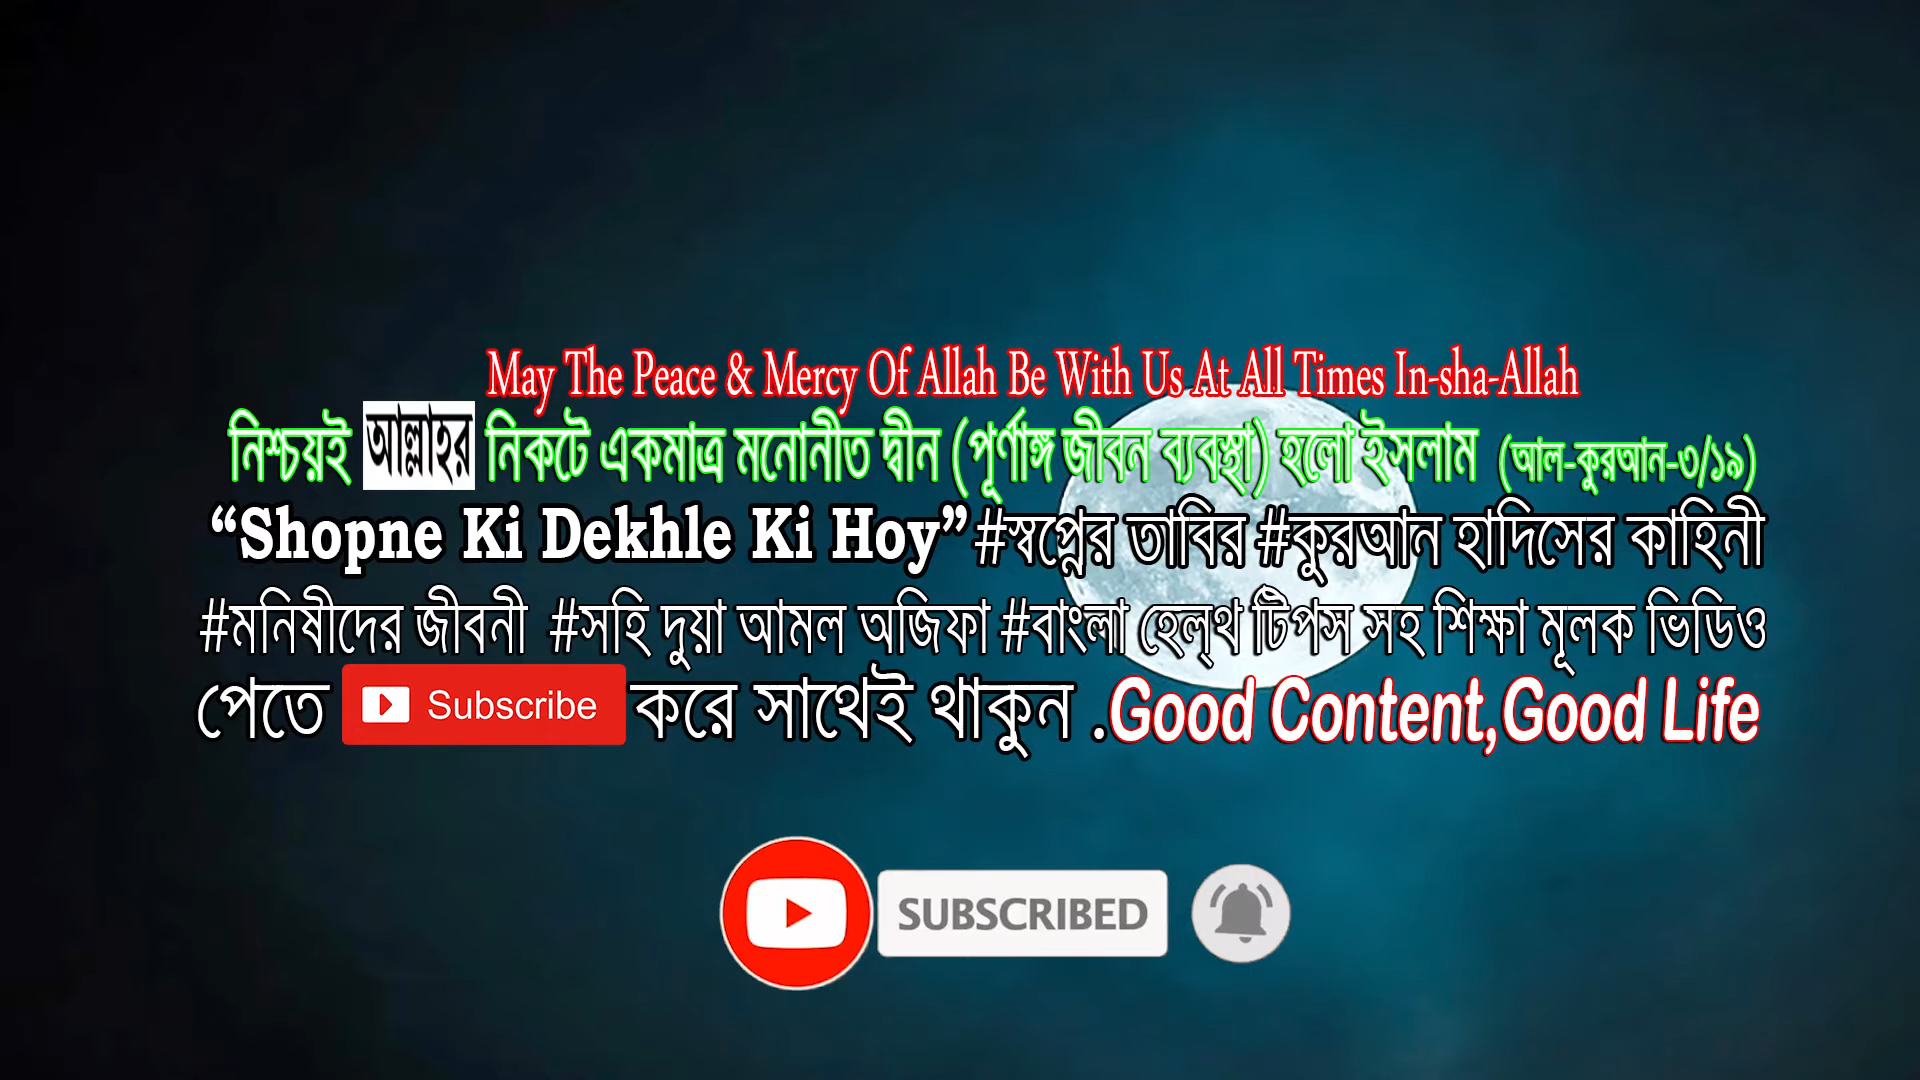 May The Peace & Mercy Of Allah Be With Us At All Times In-sha-Allah
নিশ্চয়ই আল্লাহর নিকটে একমাত্র মনোনীত দ্বীন (পূর্ণাঙ্গ জীবন ব্যবস্থা) হলো ইসলাম (আল-কুরআন-৩/১৯)
“Shopne Ki Dekhle Ki Hoy” #স্বপ্নের তাবির #কুরআন হাদিসের কাহিনী
#মনিষীদের জীবনী #সহি দুয়া আমল অজিফা #বাংলা হেল্থ টিপস সহ শিক্ষা মূলক ভিডিও
পেতে Subscribe করে সাথেই থাকুন .Good Content,Good Life
SUBSCRIBED